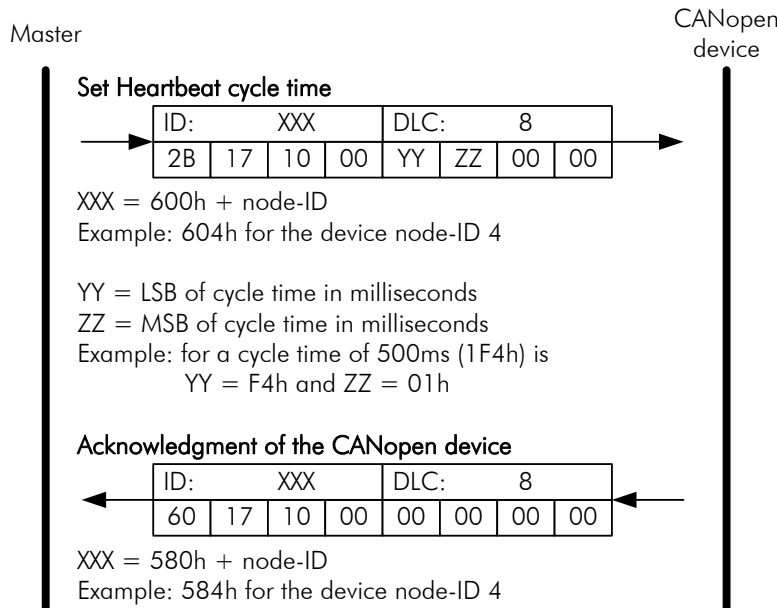 Master
CANopen
device
Set Heartbeat cycle time
ID: XXX DLC: 8
2B 17 10 00 YY ZZ 00 00
XXX = 600h + node-ID
Example: 604h for the device node-ID 4
YY = LSB of cycle time in milliseconds
ZZ = MSB of cycle time in milliseconds
Example: for a cycle time of 500ms (1F4h) is
YY = F4h and ZZ = 01h
Acknowledgment of the CANopen device
ID: XXX DLC: 8
60 17 10 00 00 00 00 00
XXX = 580h + node-ID
Example: 584h for the device node-ID 4